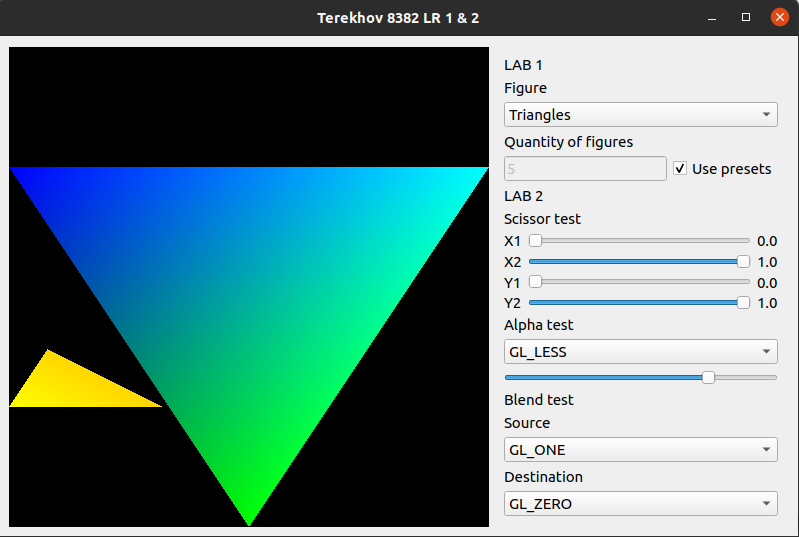 Terekhov 8382 LR 1 & 2
LAB 1
Figure
Triangles
Quantity of figures
5
Use presets
LAB 2
Scissor test
X1 0.0
X2 1.0
Y1 0.0
Y2 1.0
Alpha test
GL_LESS
Blend test
Source
GL_ONE
Destination
GL_ZERO